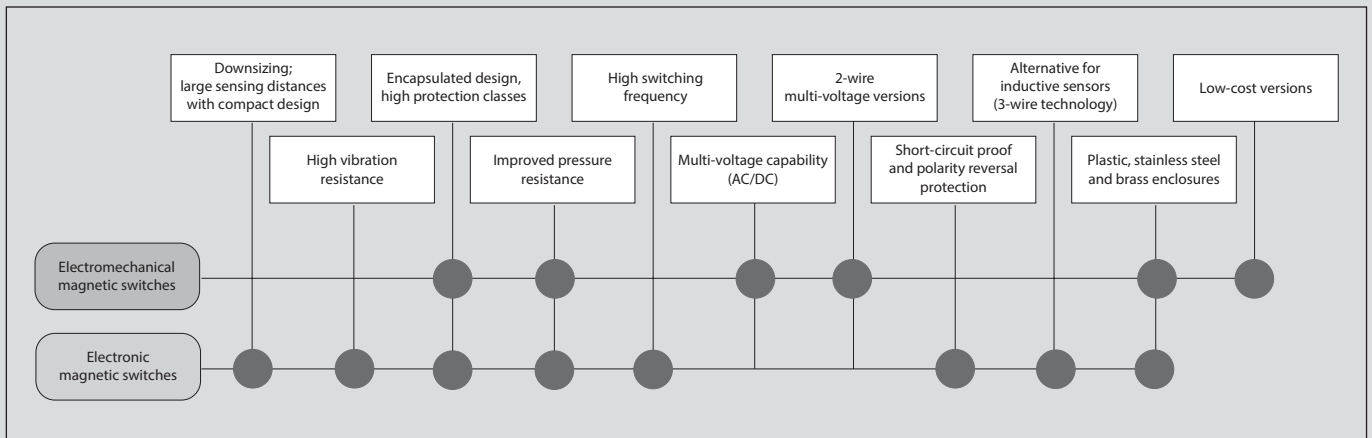 Downsizing;
large sensing distances
with compact design
Encapsulated design,
high protection classes
High switching
frequency
2-wire
multi-voltage versions
Alternative for
inductive sensors
(3-wire technology)
Low-cost versions
High vibration
resistance
Improved pressure
resistance
Multi-voltage capability
(AC/DC)
Short-circuit proof
and polarity reversal
protection
Plastic, stainless steel
and brass enclosures
Electromechanical
magnetic switches
Electronic
magnetic switches